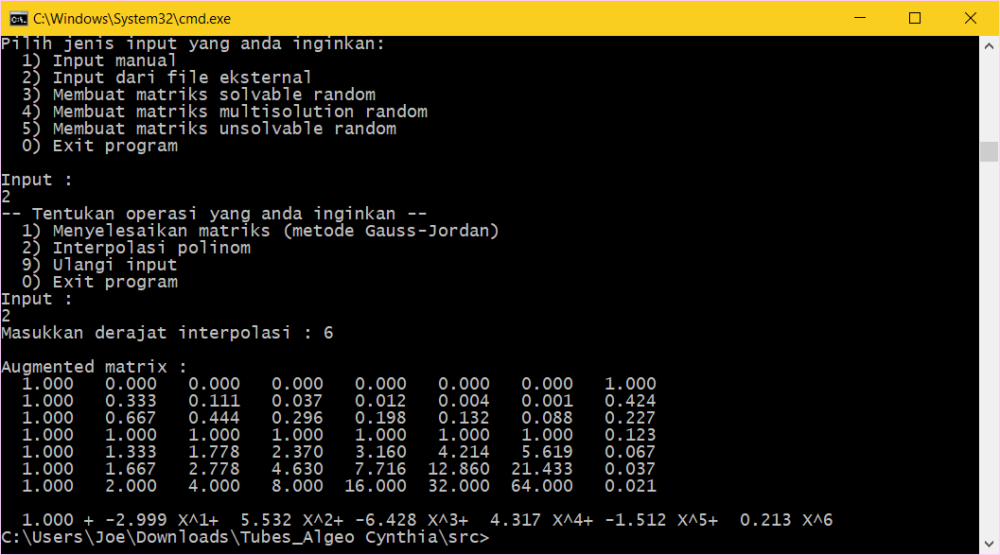 C:\Windows\System32\cmd.exe
Pilih jenis input yang anda inginkan:
  1) Input manual
  2) Input dari file eksternal
  3) Membuat matriks solvable random
  4) Membuat matriks multisolution random
  5) Membuat matriks unsolvable random
  0) Exit program
Input :
2
-- Tentukan operasi yang anda inginkan --
  1) Menyelesaikan matriks (metode Gauss-Jordan)
  2) Interpolasi polinom
  9) Ulangi input
  0) Exit program
Input :
2
Masukkan derajat interpolasi : 6
Augmented matrix :
  1.000   0.000   0.000   0.000   0.000   0.000   0.000   1.000
  1.000   0.333   0.111   0.037   0.012   0.004   0.001   0.424
  1.000   0.667   0.444   0.296   0.198   0.132   0.088   0.227
  1.000   1.000   1.000   1.000   1.000   1.000   1.000   0.123
  1.000   1.333   1.778   2.370   3.160   4.214   5.619   0.067
  1.000   1.667   2.778   4.630   7.716  12.860  21.433   0.037
  1.000   2.000   4.000   8.000  16.000  32.000  64.000   0.021
  1.000 + -2.999 X^1+  5.532 X^2+ -6.428 X^3+  4.317 X^4+ -1.512 X^5+  0.213 X^6
C:\Users\Joe\Downloads\Tubes_Algeo Cynthia\src>